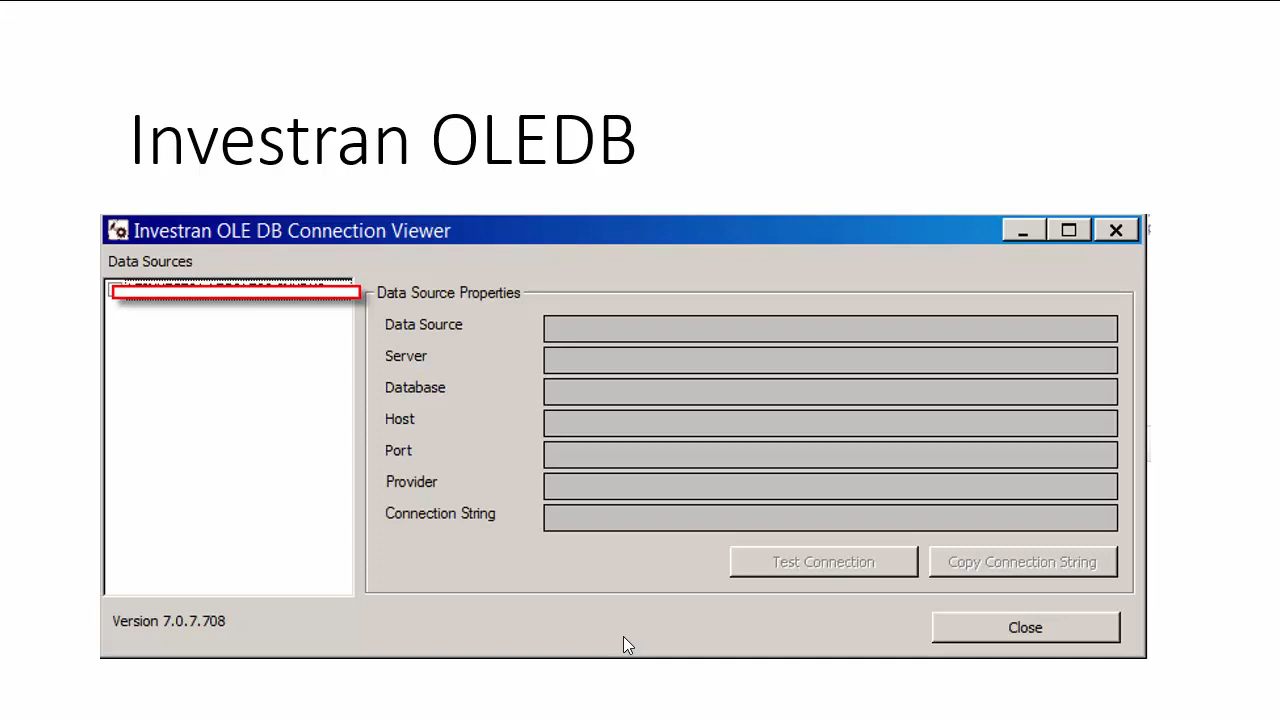 Investran OLEDB
Investran OLE DB Connection Viewer
Data Sources
Data Source Properties
Data Source
Server
Database
Host
Port
Provider
Connection String
Test Connection
Copy Connection String
Version 7.0.7.708
Close